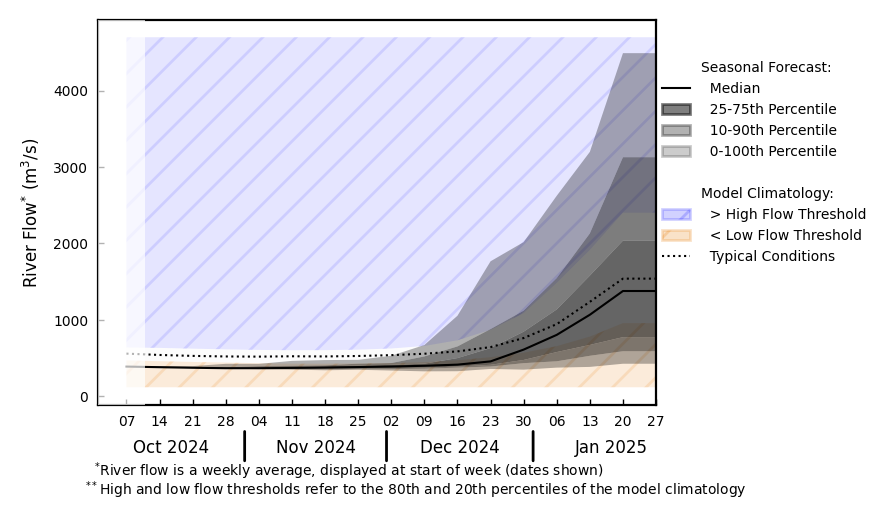 Seasonal Forecast:
Median
25-75th Percentile
10-90th Percentile
0-100th Percentile
Model Climatology:
> High Flow Threshold
< Low Flow Threshold
Typical Conditions
River Flow* (m³/s)
4000
3000
2000
1000
0
07 14 21 28 04 11 18 25 02 09 16 23 30 06 13 20 27
Oct 2024 Nov 2024 Dec 2024 Jan 2025
*River flow is a weekly average, displayed at start of week (dates shown)
**High and low flow thresholds refer to the 80th and 20th percentiles of the model climatology